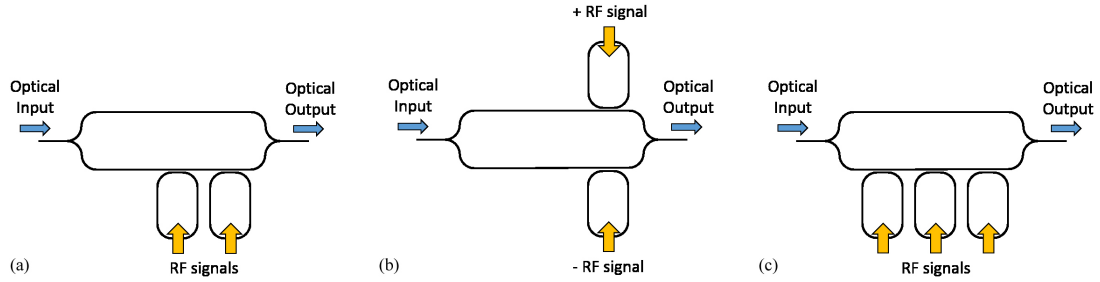 Optical
Input
Optical
Output
RF signals
(a)
+ RF signal
Optical
Input
Optical
Output
- RF signal
(b)
Optical
Input
Optical
Output
RF signals
(c)